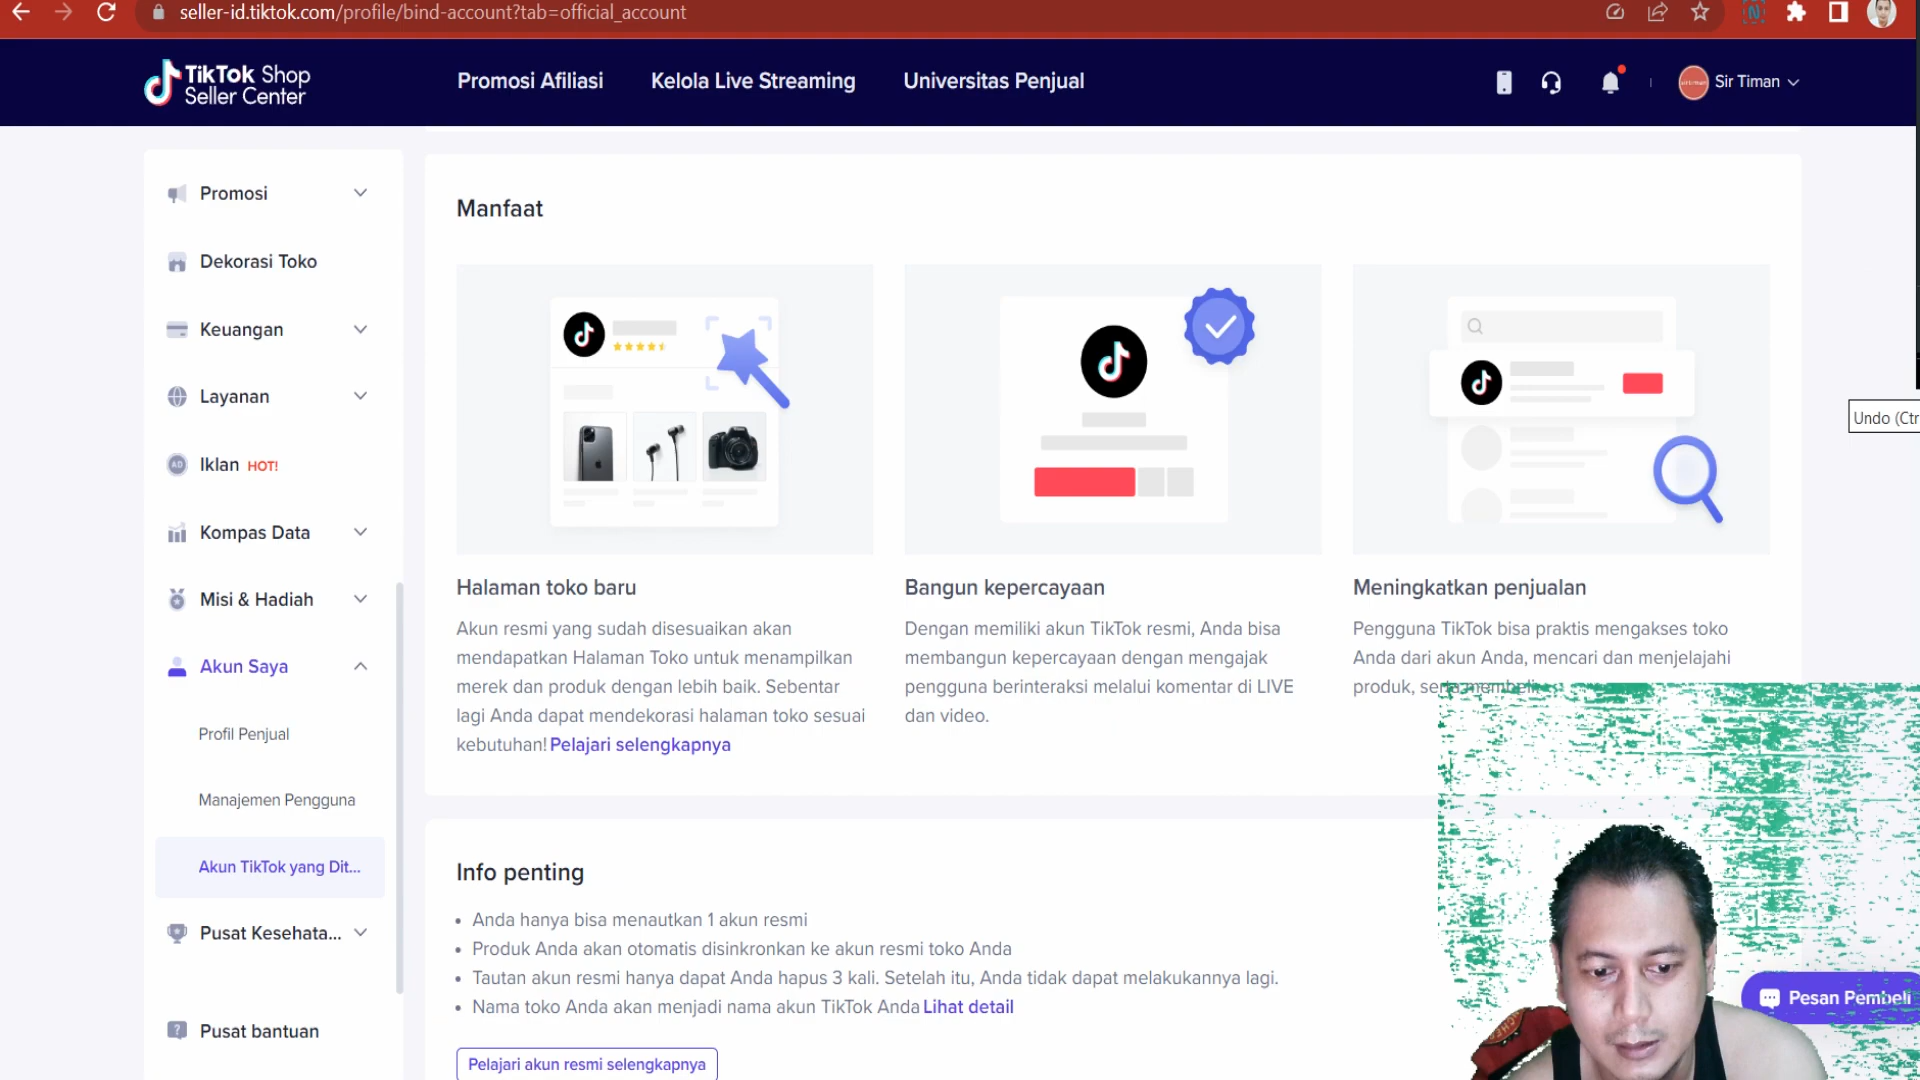 seller-id.tiktok.com/profile/bind-account?tab=official_account
TikTok Shop
Seller Center
Promosi Afiliasi
Kelola Live Streaming
Universitas Penjual
Sir Timan
Promosi
Dekorasi Toko
Keuangan
Layanan
AD
Iklan HOT!
Kompas Data
Misi & Hadiah
Akun Saya
Profil Penjual
Manajemen Pengguna
Akun TikTok yang Dit...
Pusat Kesehata...
Pusat bantuan
Manfaat
Halaman toko baru
Akun resmi yang sudah disesuaikan akan
mendapatkan Halaman Toko untuk menampilkan
merek dan produk dengan lebih baik. Sebentar
lagi Anda dapat mendekorasi halaman toko sesuai
kebutuhan! Pelajari selengkapnya
Bangun kepercayaan
Dengan memiliki akun TikTok resmi, Anda bisa
membangun kepercayaan dengan mengajak
pengguna berinteraksi melalui komentar di LIVE
dan video.
Meningkatkan penjualan
Pengguna TikTok bisa praktis mengakses toko
Anda dari akun Anda, mencari dan menjelajahi
produk, serta membeli.
Undo (Ctr
Info penting
• Anda hanya bisa menautkan 1 akun resmi
• Produk Anda akan otomatis disinkronkan ke akun resmi toko Anda
• Tautan akun resmi hanya dapat Anda hapus 3 kali. Setelah itu, Anda tidak dapat melakukannya lagi.
• Nama toko Anda akan menjadi nama akun TikTok Anda Lihat detail
Pelajari akun resmi selengkapnya
Pesan Pembeli